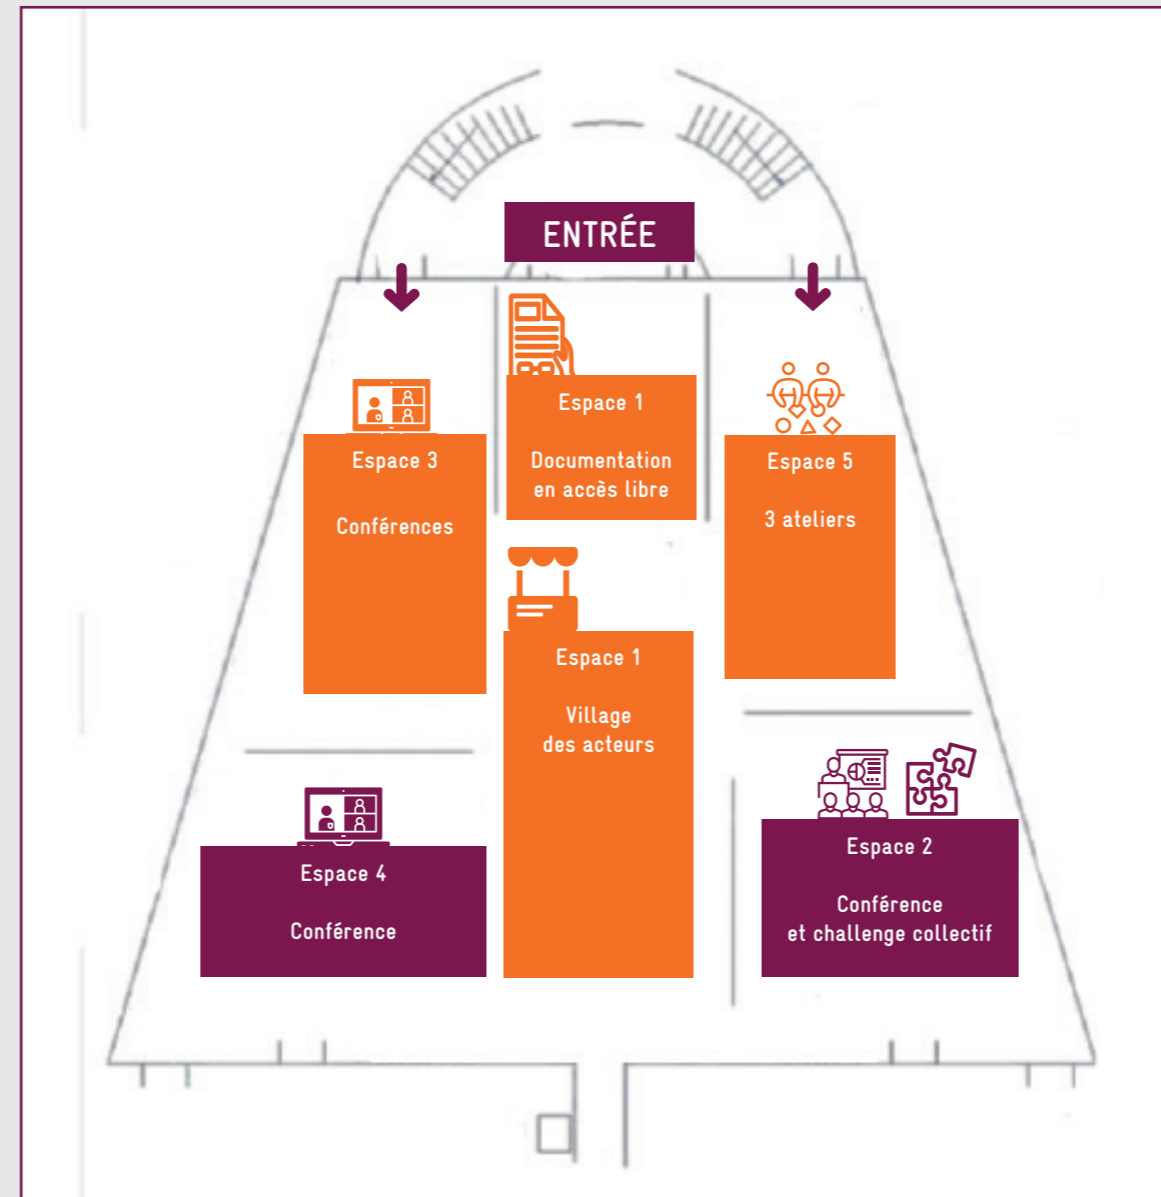 ENTRÉE
Espace 1
Documentation
en accès libre
Espace 3
Conférences
Espace 5
3 ateliers
Espace 1
Village
des acteurs
Espace 4
Conférence
Espace 2
Conférence
et challenge collectif